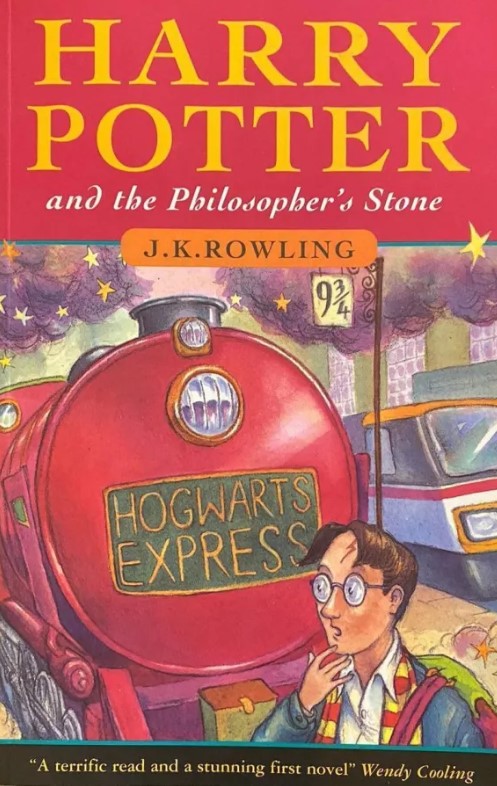 HARRY
POTTER
and the Philosopher's Stone
J.K.ROWLING
9¾
HOGWARTS
EXPRESS
"A terrific read and a stunning first novel" Wendy Cooling